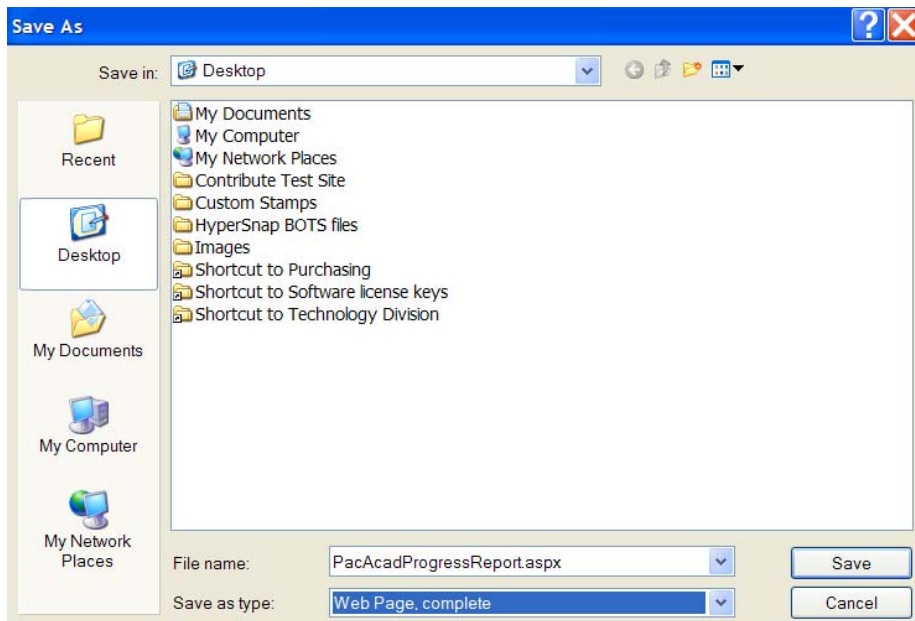 Save As
Save in: Desktop
My Documents
My Computer
My Network Places
Contribute Test Site
Custom Stamps
HyperSnap BOTS files
Images
Shortcut to Purchasing
Shortcut to Software license keys
Shortcut to Technology Division
Recent
Desktop
My Documents
My Computer
My Network
Places
File name: PacAcadProgressReport.aspx Save
Save as type: Web Page, complete Cancel